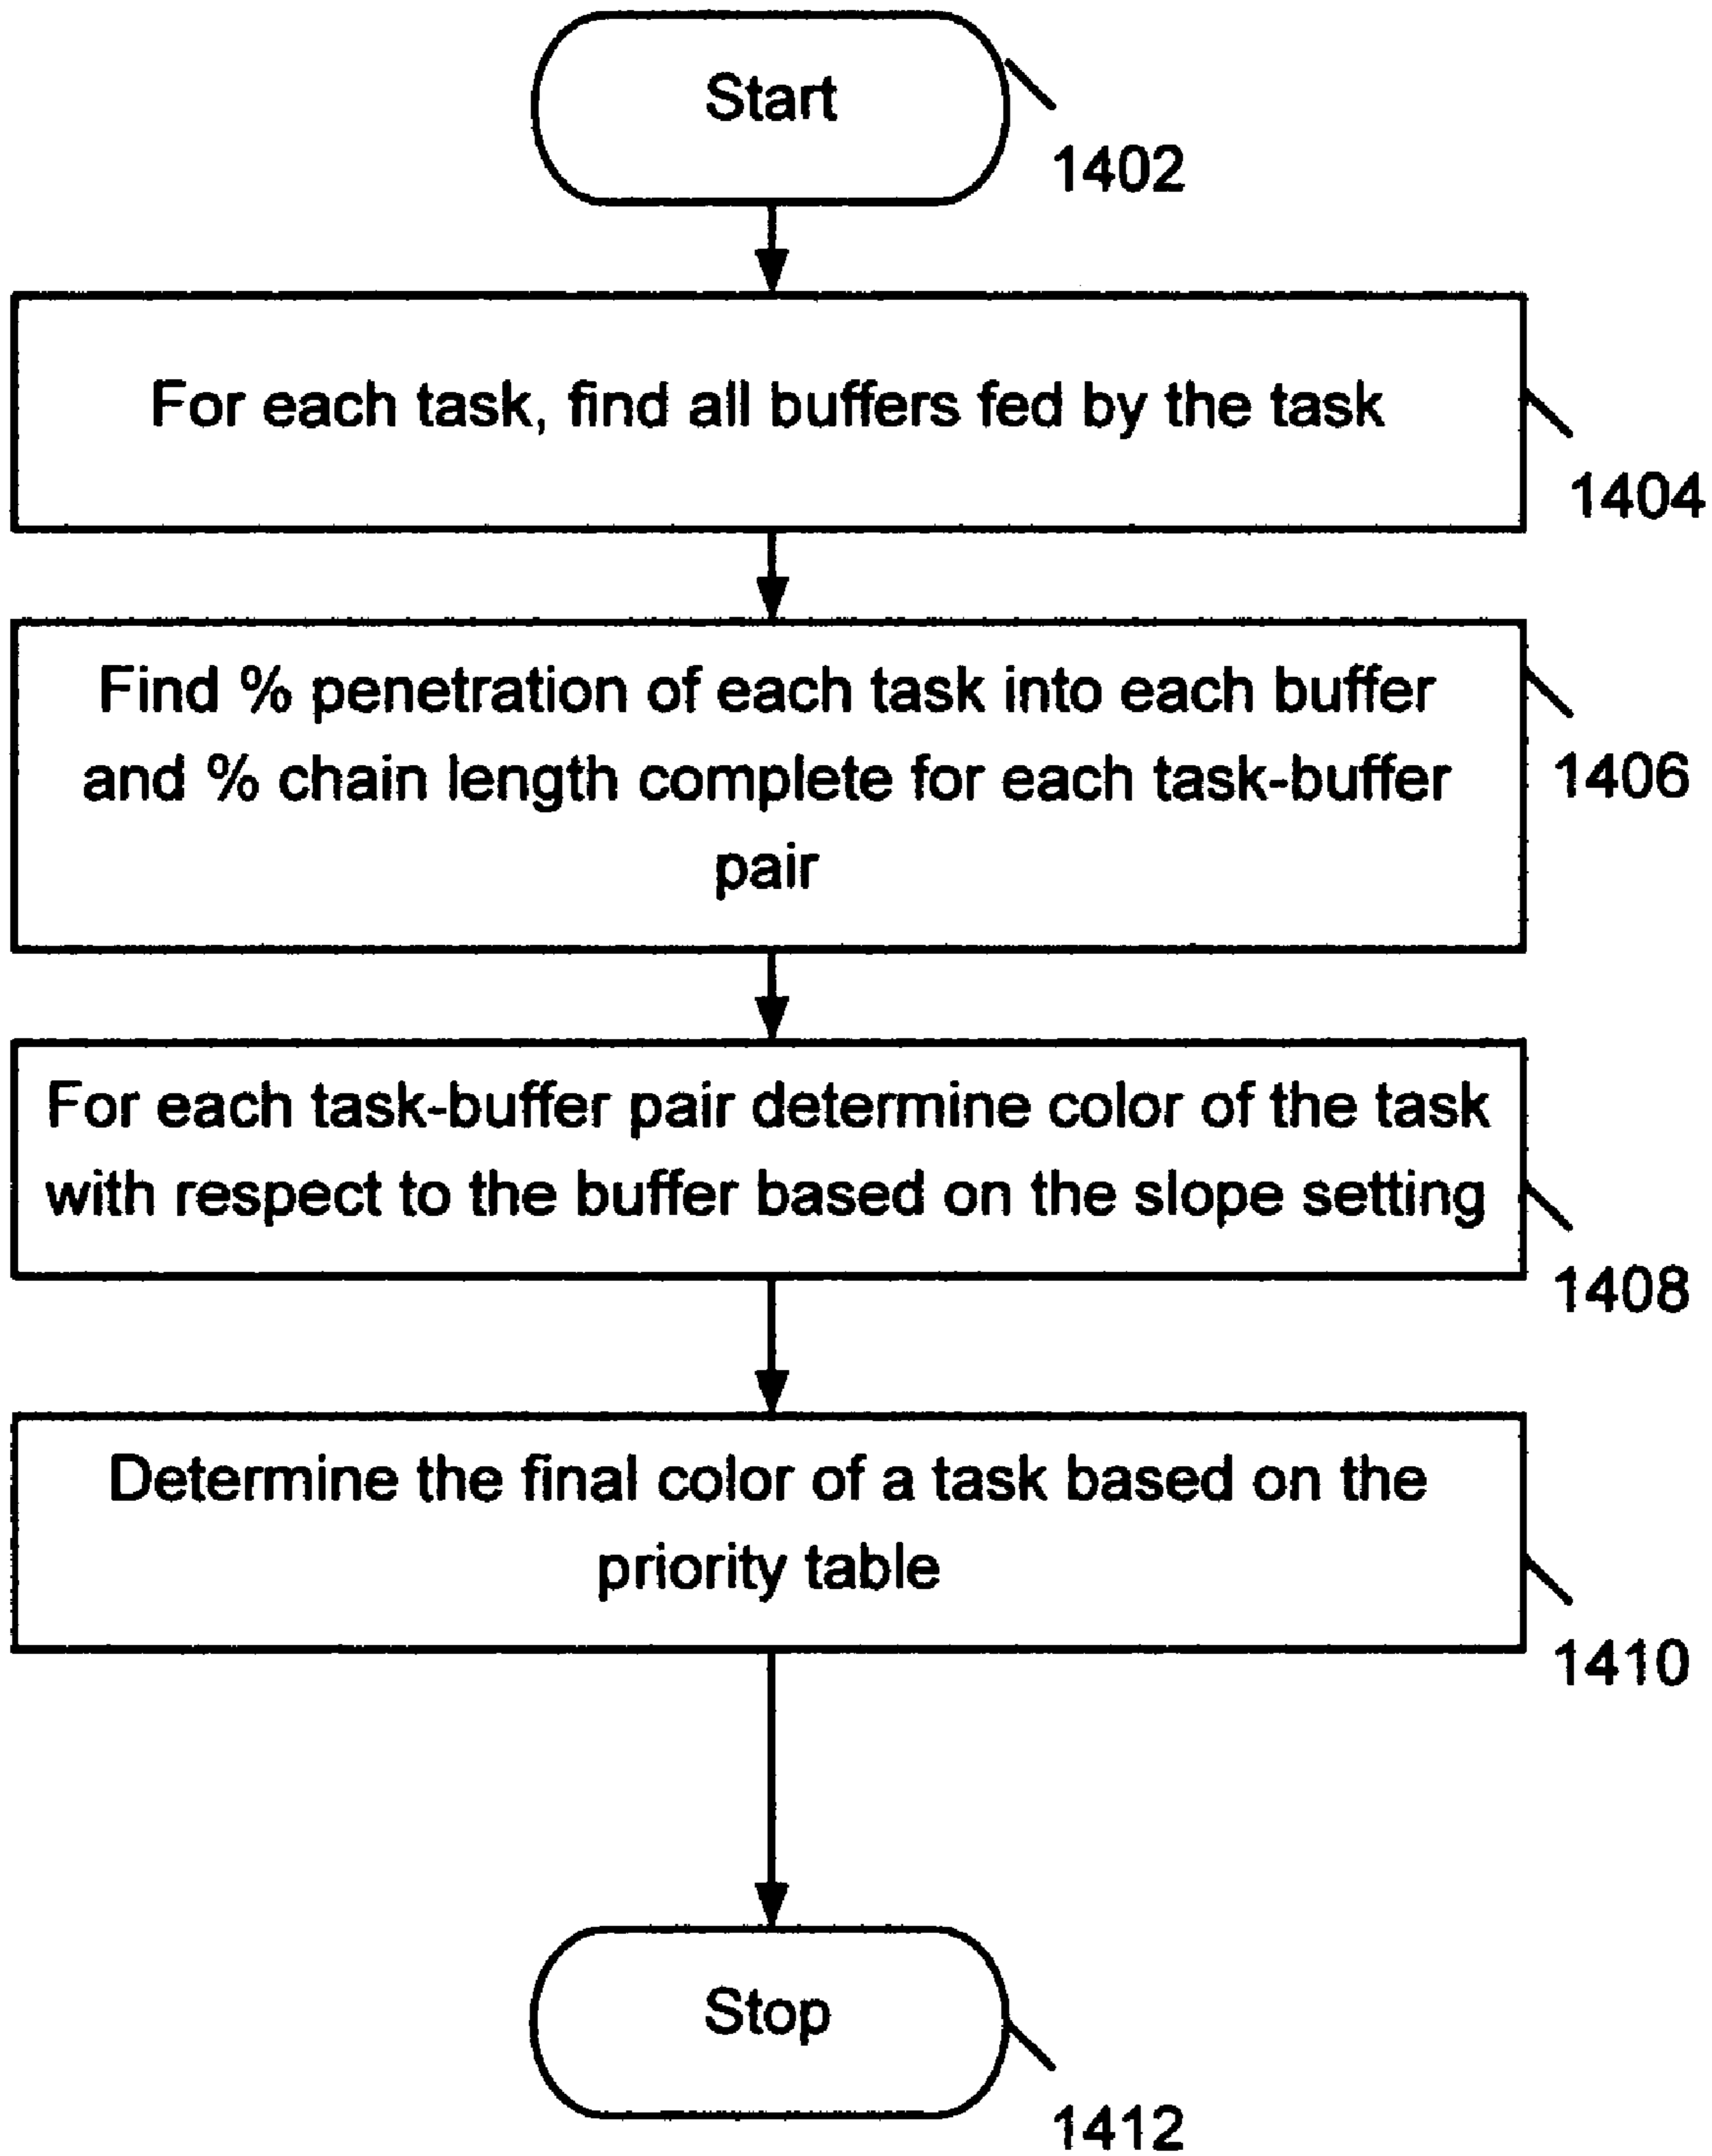 Start
1402
For each task, find all buffers fed by the task
1404
Find % penetration of each task into each buffer
and % chain length complete for each task-buffer
pair
1406
For each task-buffer pair determine color of the task
with respect to the buffer based on the slope setting
1408
Determine the final color of a task based on the
priority table
1410
Stop
1412